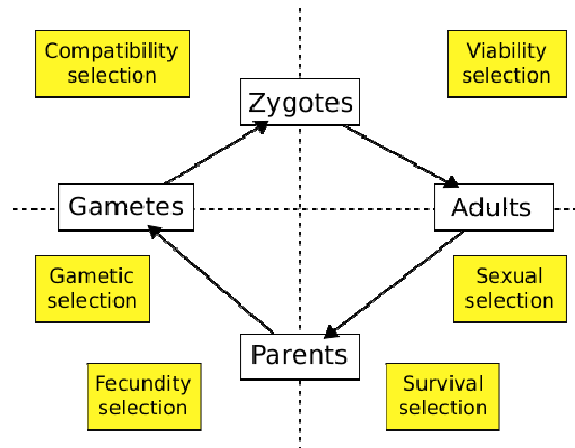 Compatibility
selection
Viability
selection
Zygotes
Gametes
Adults
Gametic
selection
Sexual
selection
Parents
Fecundity
selection
Survival
selection